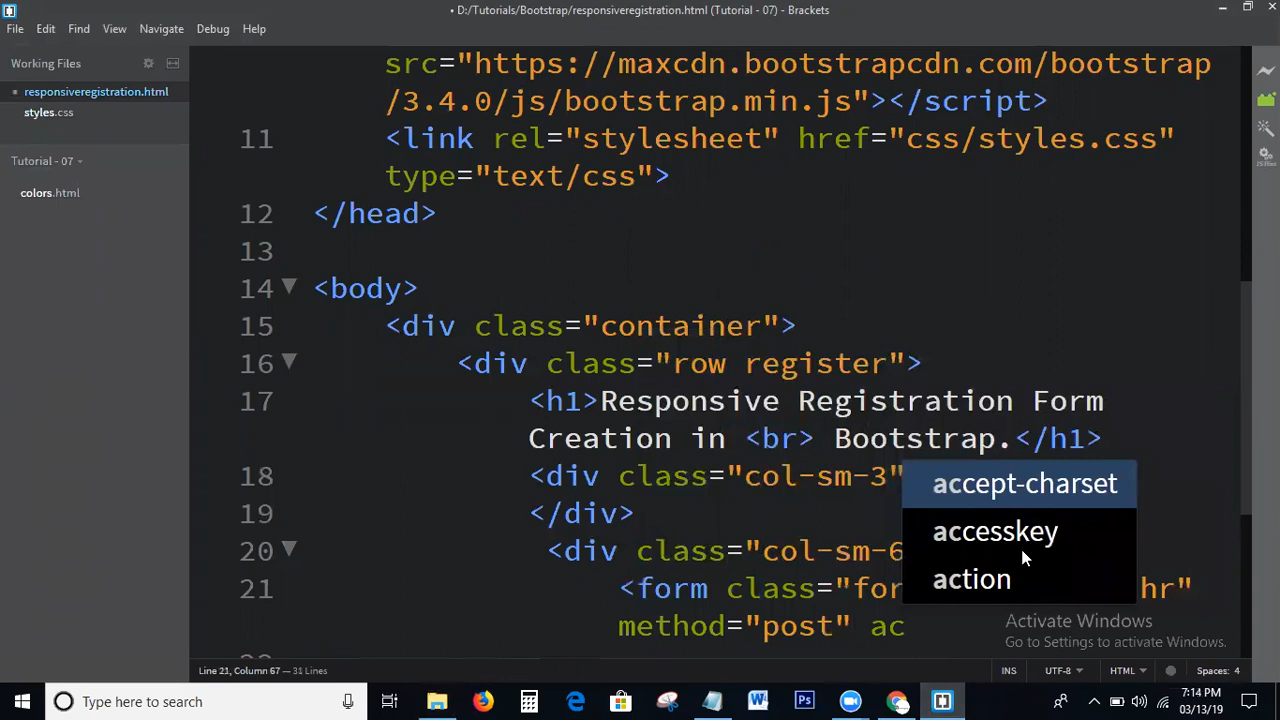 • D:/Tutorials/Bootstrap/responsiveregistration.html (Tutorial - 07) - Brackets
File Edit Find View Navigate Debug Help
Working Files
responsiveregistration.html
styles.css
Tutorial - 07
colors.html
src="https://maxcdn.bootstrapcdn.com/bootstrap
/3.4.0/js/bootstrap.min.js"></script>
11 <link rel="stylesheet" href="css/styles.css"
type="text/css">
12 </head>
13
14 <body>
15 <div class="container">
16 <div class="row register">
17 <h1>Responsive Registration Form
Creation in <br> Bootstrap.</h1>
18 <div class="col-sm-3"
19 </div>
20 <div class="col-sm-6
21 <form class="for hr"
method="post" ac
accept-charset
accesskey
action
Activate Windows
Go to Settings to activate Windows.
Line 21, Column 67 — 31 Lines
INS UTF-8 HTML Spaces: 4
Type here to search
7:14 PM
03/13/19